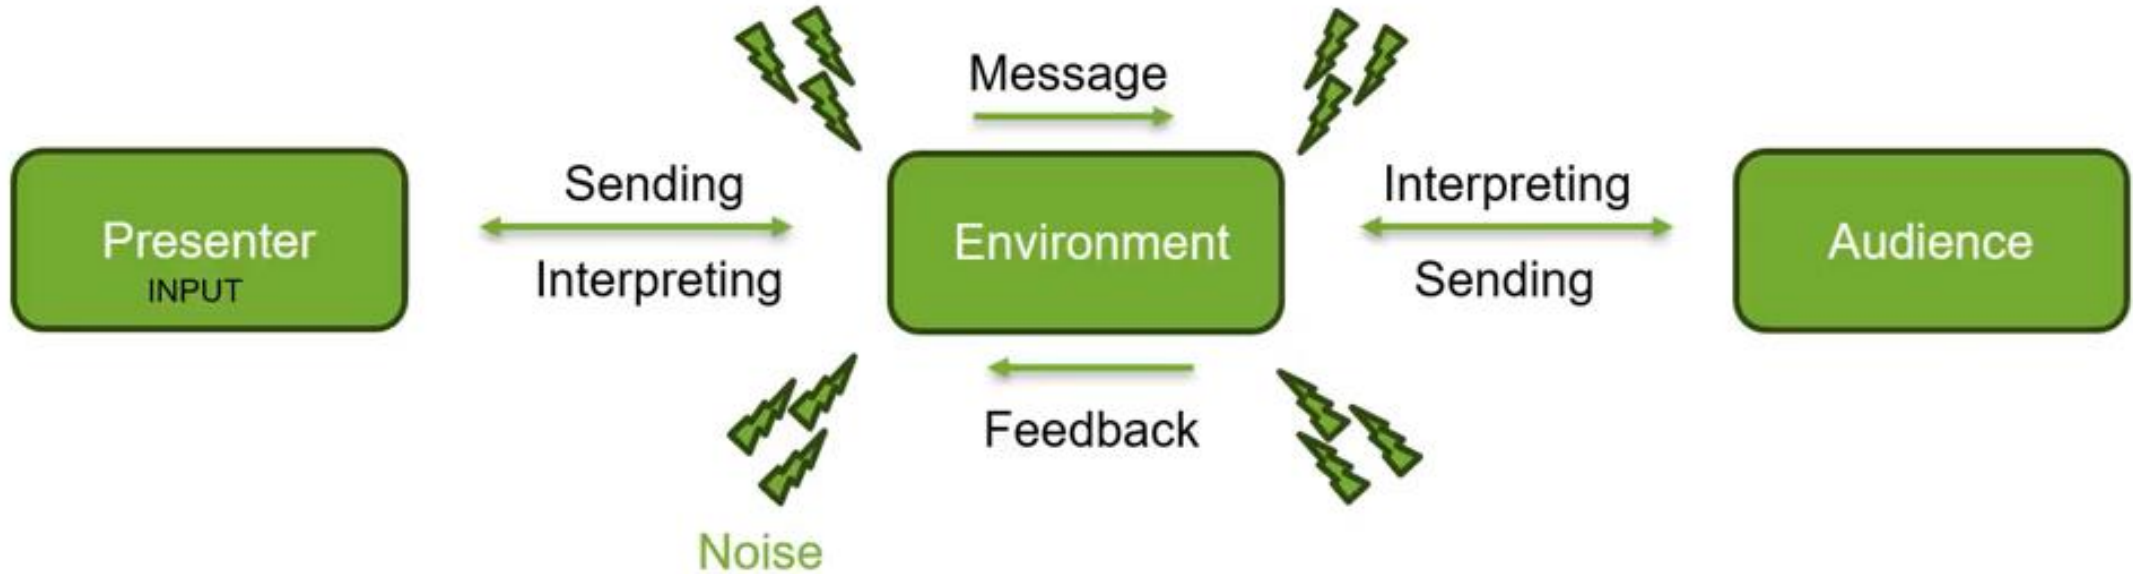 Message
Sending
Interpreting
Presenter
INPUT
Environment
Audience
Interpreting
Sending
Feedback
Noise